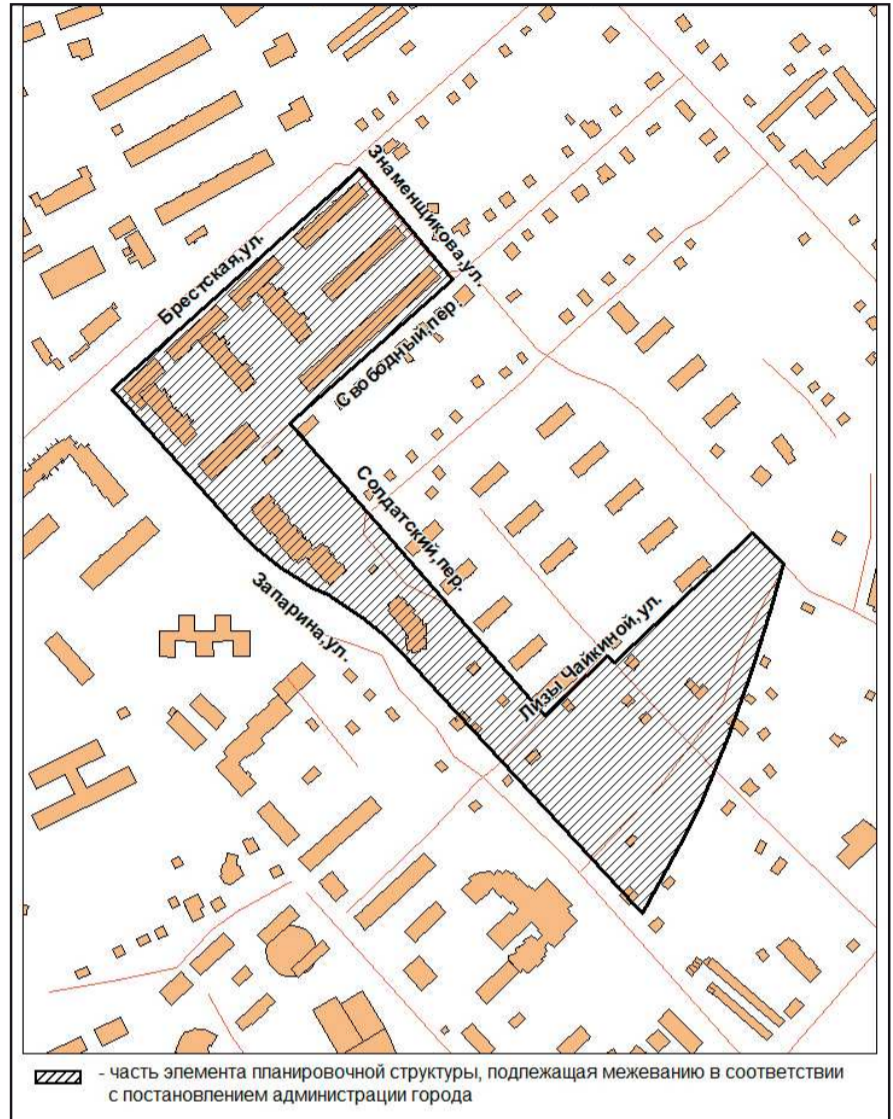 Знаменщикова,ул.
Брестская,ул.
Свободный,пер.
Солдатский,пер.
Запарина,ул.
Лизы Чайкиной,ул.
- часть элемента планировочной структуры, подлежащая межеванию в соответствии
с постановлением администрации города